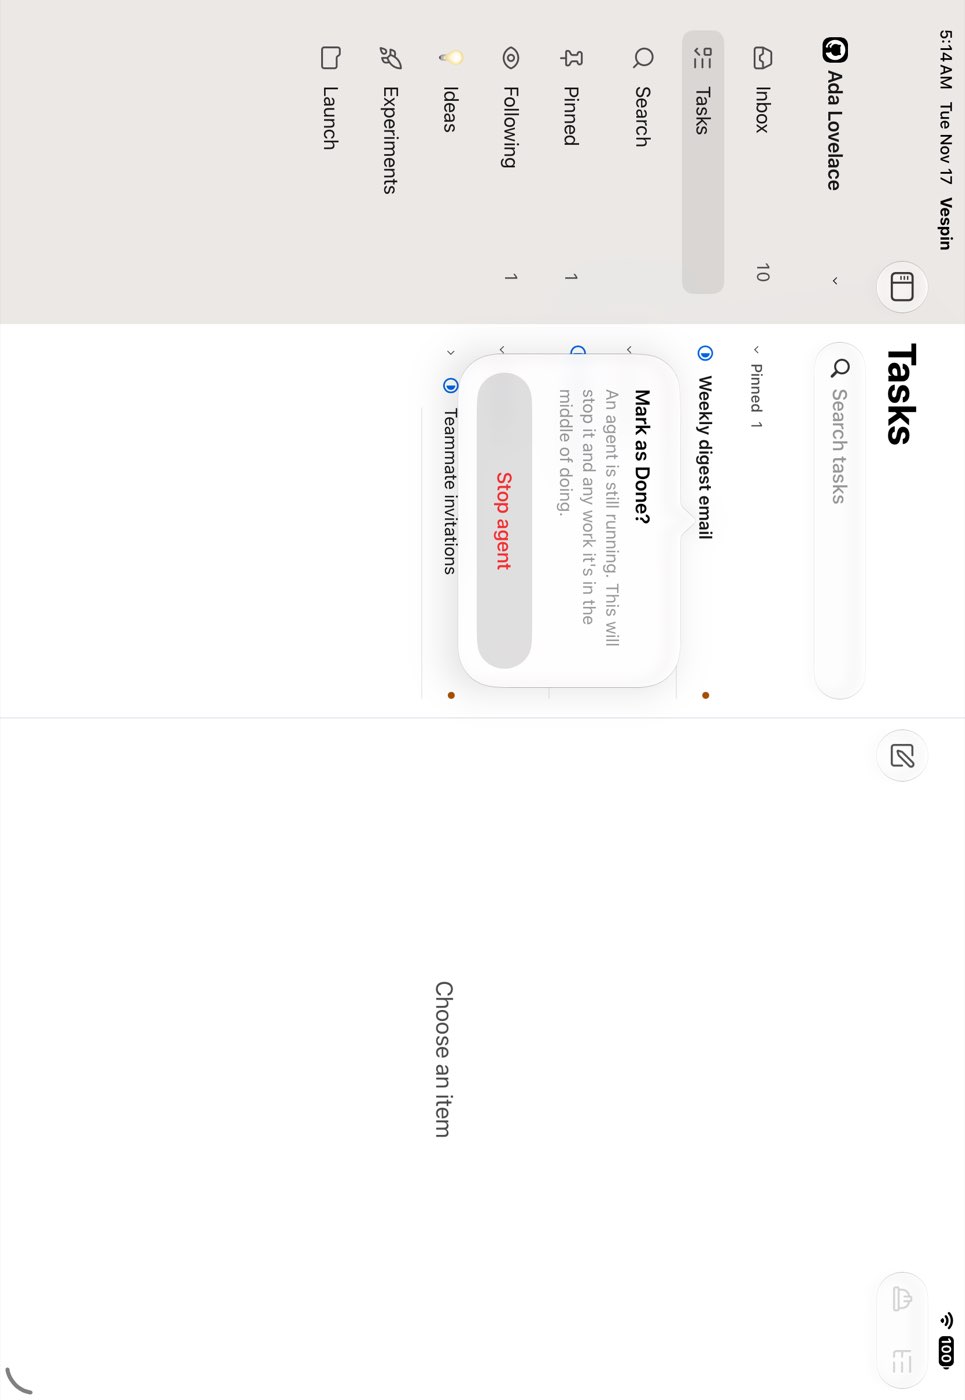 5:14 AM Tue Nov 17 Vespin
100
Tasks
Ada Lovelace
Search tasks
Inbox 10
Tasks
Search
Pinned 1
Following 1
Ideas
Experiments
Launch
Pinned 1
Weekly digest email
Mark as Done?
An agent is still running. This will
stop it and any work it's in the
middle of doing.
Stop agent
Teammate invitations
Choose an item